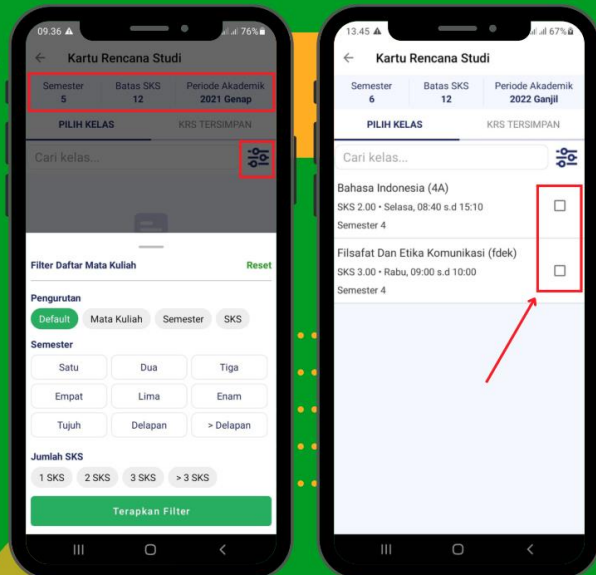 09.36 76%
Kartu Rencana Studi
Semester Batas SKS Periode Akademik
5 12 2021 Genap
PILIH KELAS KRS TERSIMPAN
Cari kelas...
Filter Daftar Mata Kuliah Reset
Pengurutan
Default Mata Kuliah Semester SKS
Semester
Satu Dua Tiga
Empat Lima Enam
Tujuh Delapan > Delapan
Jumlah SKS
1 SKS 2 SKS 3 SKS > 3 SKS
Terapkan Filter
13.45 67%
Kartu Rencana Studi
Semester Batas SKS Periode Akademik
6 12 2022 Ganjil
PILIH KELAS KRS TERSIMPAN
Cari kelas...
Bahasa Indonesia (4A)
SKS 2.00 • Selasa, 08:40 s.d 15:10
Semester 4
Filsafat Dan Etika Komunikasi (fdek)
SKS 3.00 • Rabu, 09:00 s.d 10:00
Semester 4